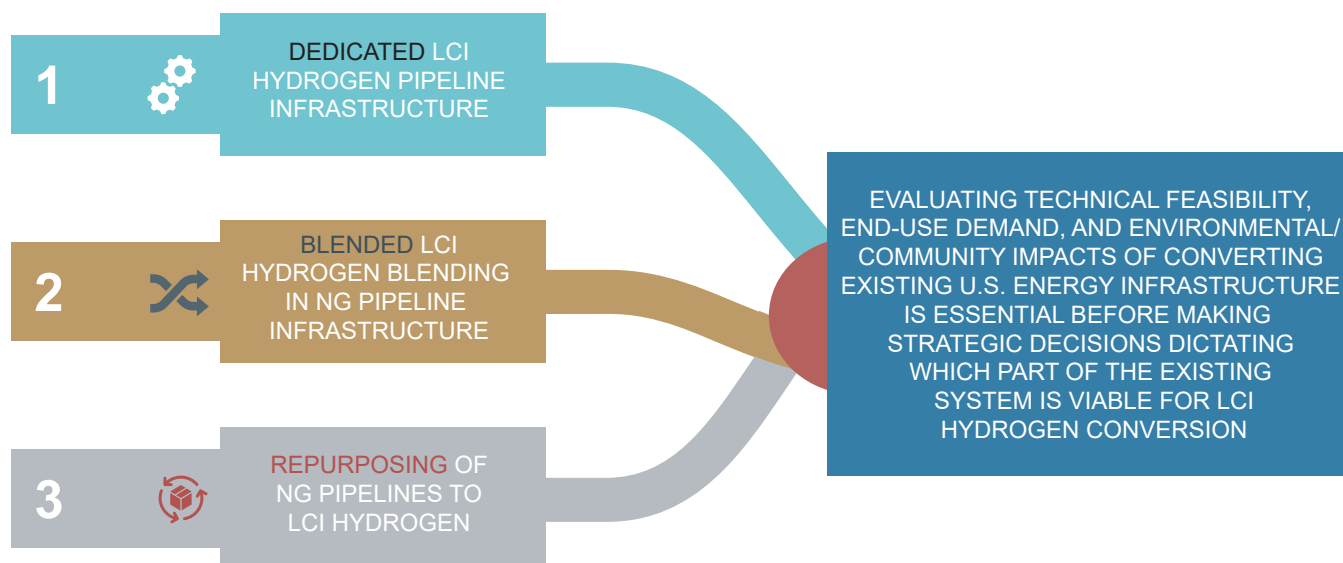 1
DEDICATED LCI
HYDROGEN PIPELINE
INFRASTRUCTURE
2
BLENDED LCI
HYDROGEN BLENDING
IN NG PIPELINE
INFRASTRUCTURE
3
REPURPOSING OF
NG PIPELINES TO
LCI HYDROGEN
EVALUATING TECHNICAL FEASIBILITY,
END-USE DEMAND, AND ENVIRONMENTAL/
COMMUNITY IMPACTS OF CONVERTING
EXISTING U.S. ENERGY INFRASTRUCTURE
IS ESSENTIAL BEFORE MAKING
STRATEGIC DECISIONS DICTATING
WHICH PART OF THE EXISTING
SYSTEM IS VIABLE FOR LCI
HYDROGEN CONVERSION